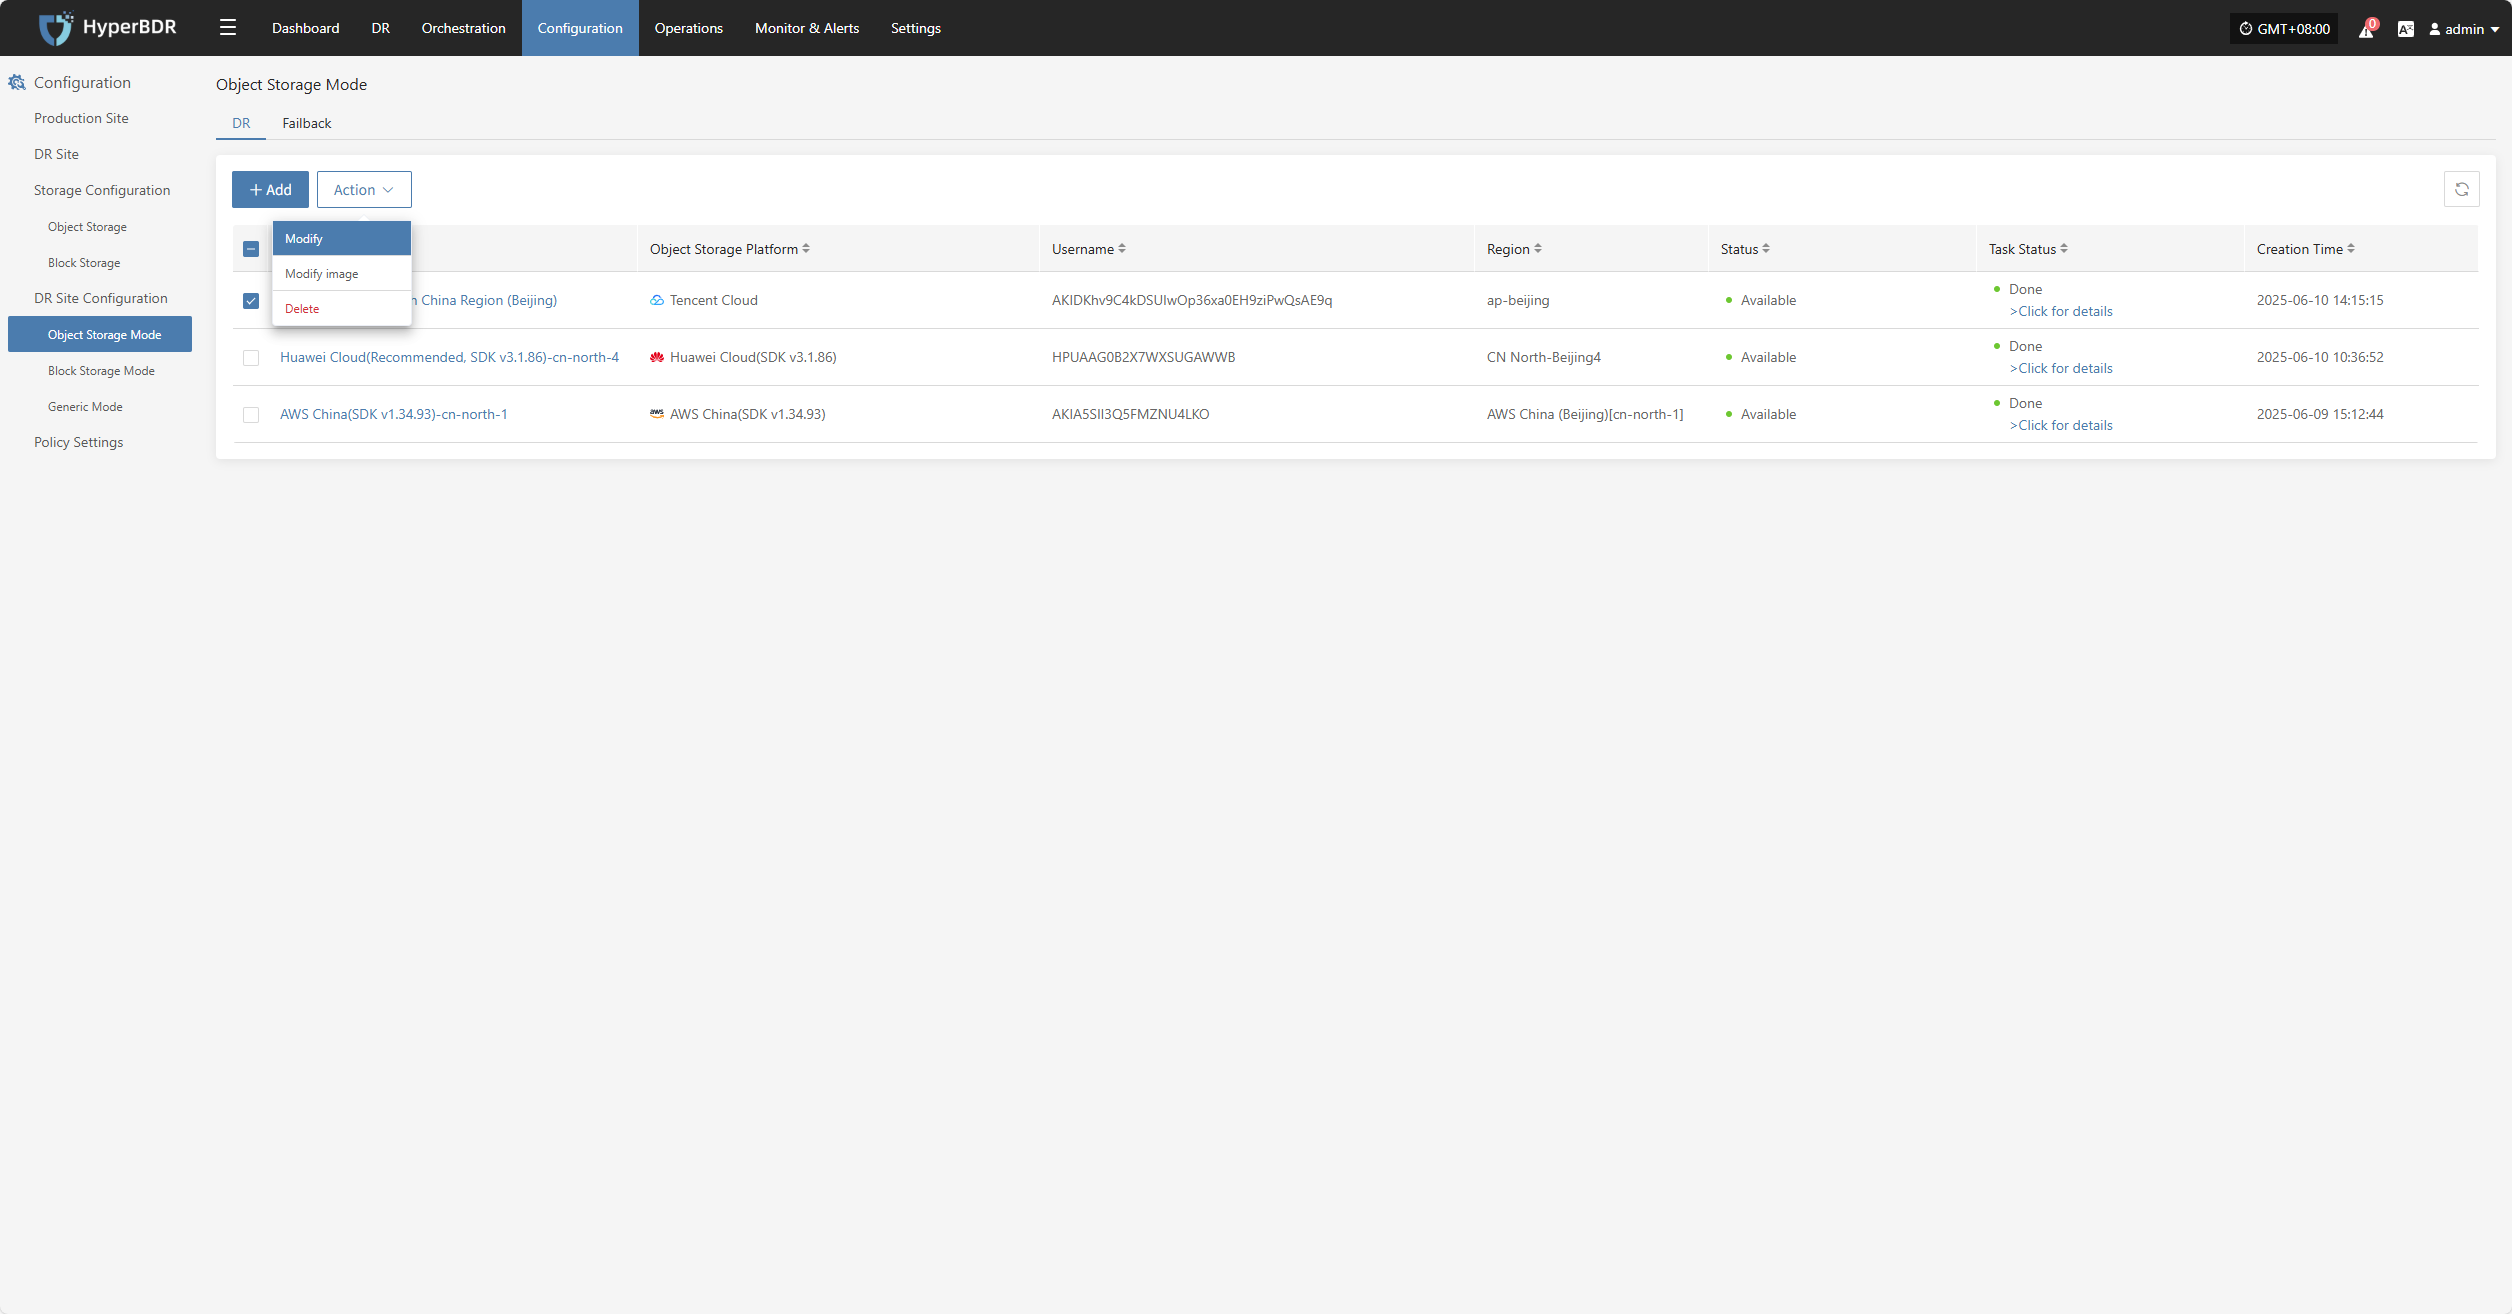 HyperBDR
Dashboard DR Orchestration Configuration Operations Monitor & Alerts Settings
GMT+08:00 0 admin
Configuration
Production Site
DR Site
Storage Configuration
Object Storage
Block Storage
DR Site Configuration
Object Storage Mode
Block Storage Mode
Generic Mode
Policy Settings
Object Storage Mode
DR Failback
+ Add Action
Modify
Modify image
Delete
Object Storage Platform Username Region Status Task Status Creation Time
China Region (Beijing) Tencent Cloud AKIDKhv9C4kDSUIwOp36xa0EH9ziPwQsAE9q ap-beijing Available Done 2025-06-10 14:15:15
>Click for details
Huawei Cloud(Recommended, SDK v3.1.86)-cn-north-4 Huawei Cloud(SDK v3.1.86) HPUAAG0B2X7WXSUGAWWB CN North-Beijing4 Available Done 2025-06-10 10:36:52
>Click for details
AWS China(SDK v1.34.93)-cn-north-1 aws AWS China(SDK v1.34.93) AKIA5SII3Q5FMZNU4LKO AWS China (Beijing)[cn-north-1] Available Done 2025-06-09 15:12:44
>Click for details